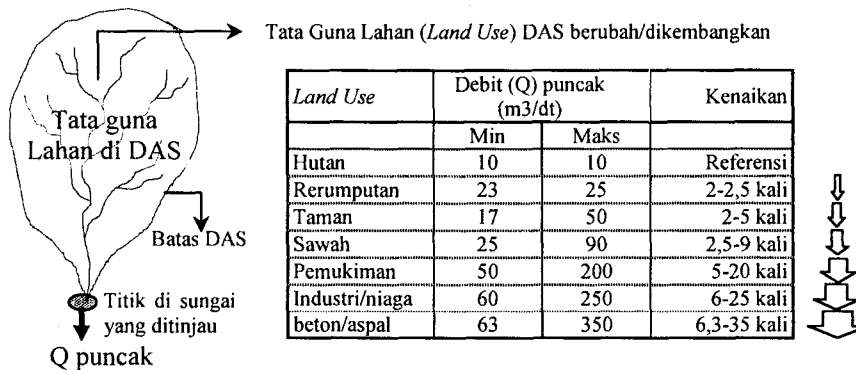 Tata Guna Lahan (Land Use) DAS berubah/dikembangkan
Tata guna
Lahan di DAS
Batas DAS
Titik di sungai
yang ditinjau
Q puncak
Land Use Debit (Q) puncak (m3/dt) Kenaikan
Min Maks
Hutan 10 10 Referensi
Rerumputan 23 25 2-2,5 kali
Taman 17 50 2-5 kali
Sawah 25 90 2,5-9 kali
Pemukiman 50 200 5-20 kali
Industri/niaga 60 250 6-25 kali
beton/aspal 63 350 6,3-35 kali